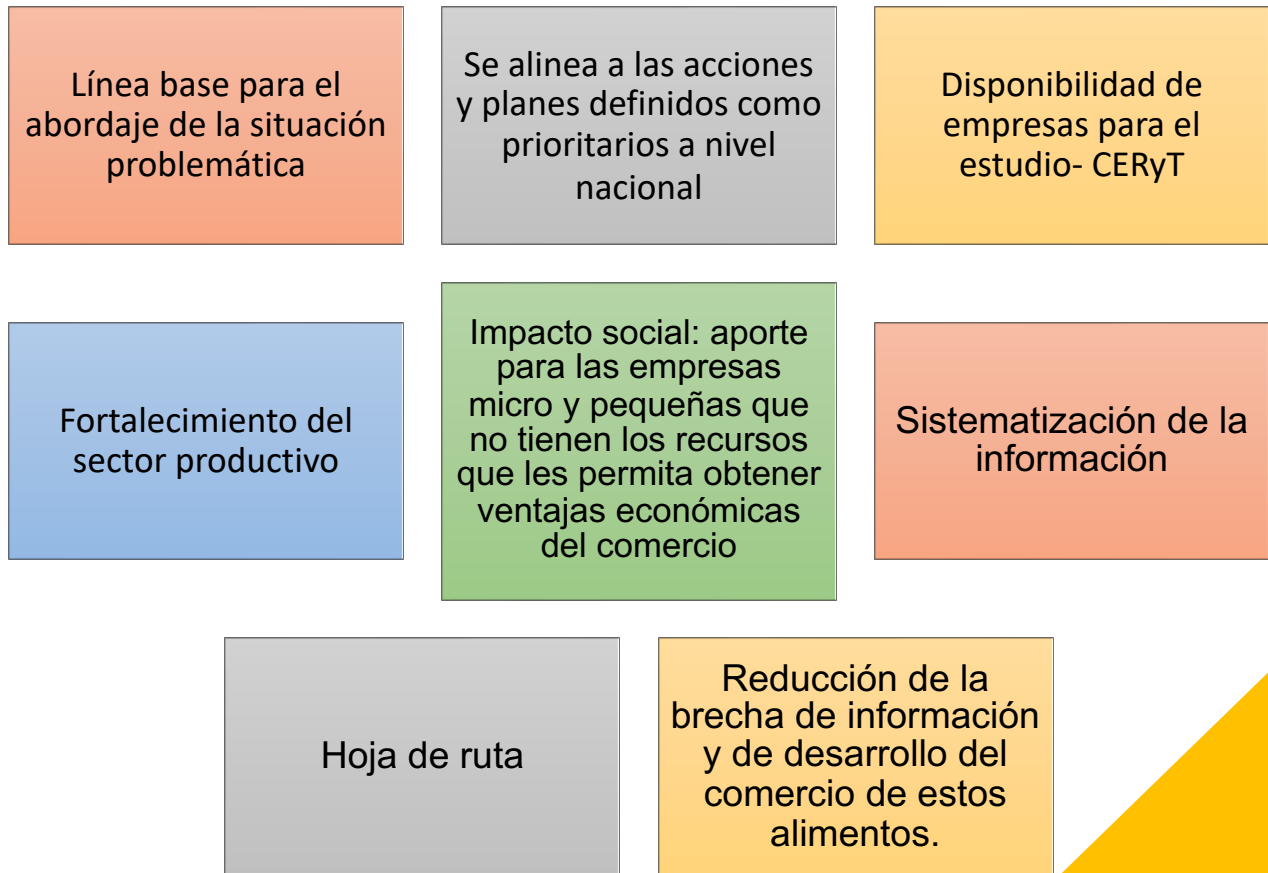 Línea base para el
abordaje de la situación
problemática
Se alinea a las acciones
y planes definidos como
prioritarios a nivel
nacional
Disponibilidad de
empresas para el
estudio- CERyT
Fortalecimiento del
sector productivo
Impacto social: aporte
para las empresas
micro y pequeñas que
no tienen los recursos
que les permita obtener
ventajas económicas
del comercio
Sistematización de la
información
Hoja de ruta
Reducción de la
brecha de información
y de desarrollo del
comercio de estos
alimentos.